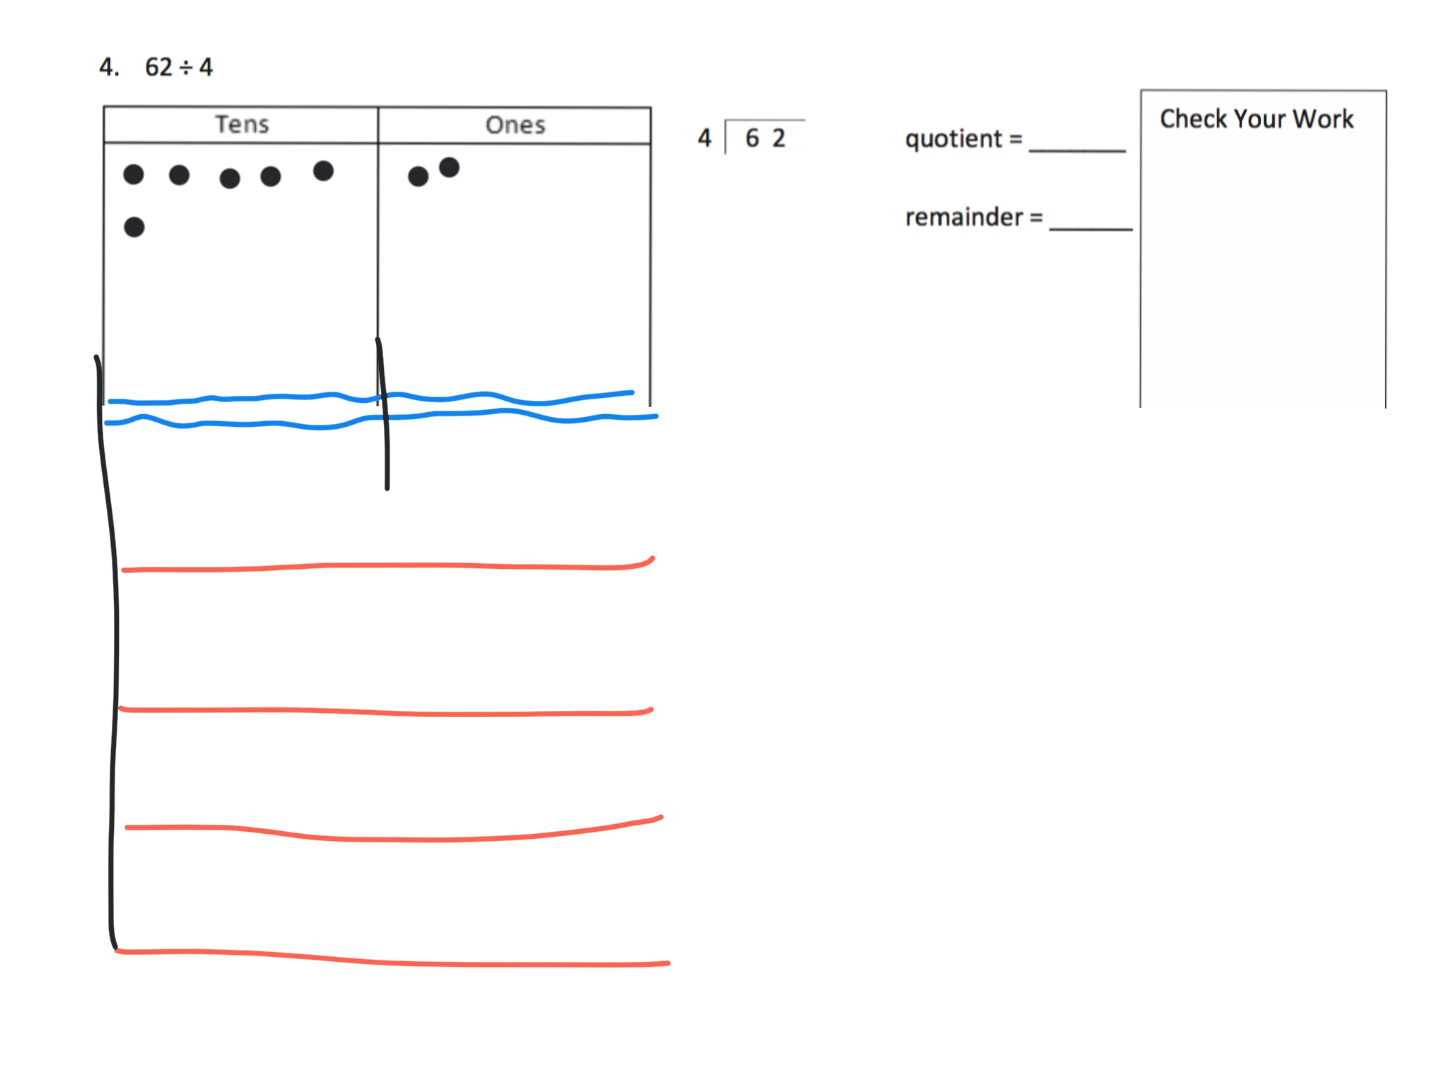 4. 62 ÷ 4
Tens Ones
4 6 2
quotient = ______
remainder = ______
Check Your Work